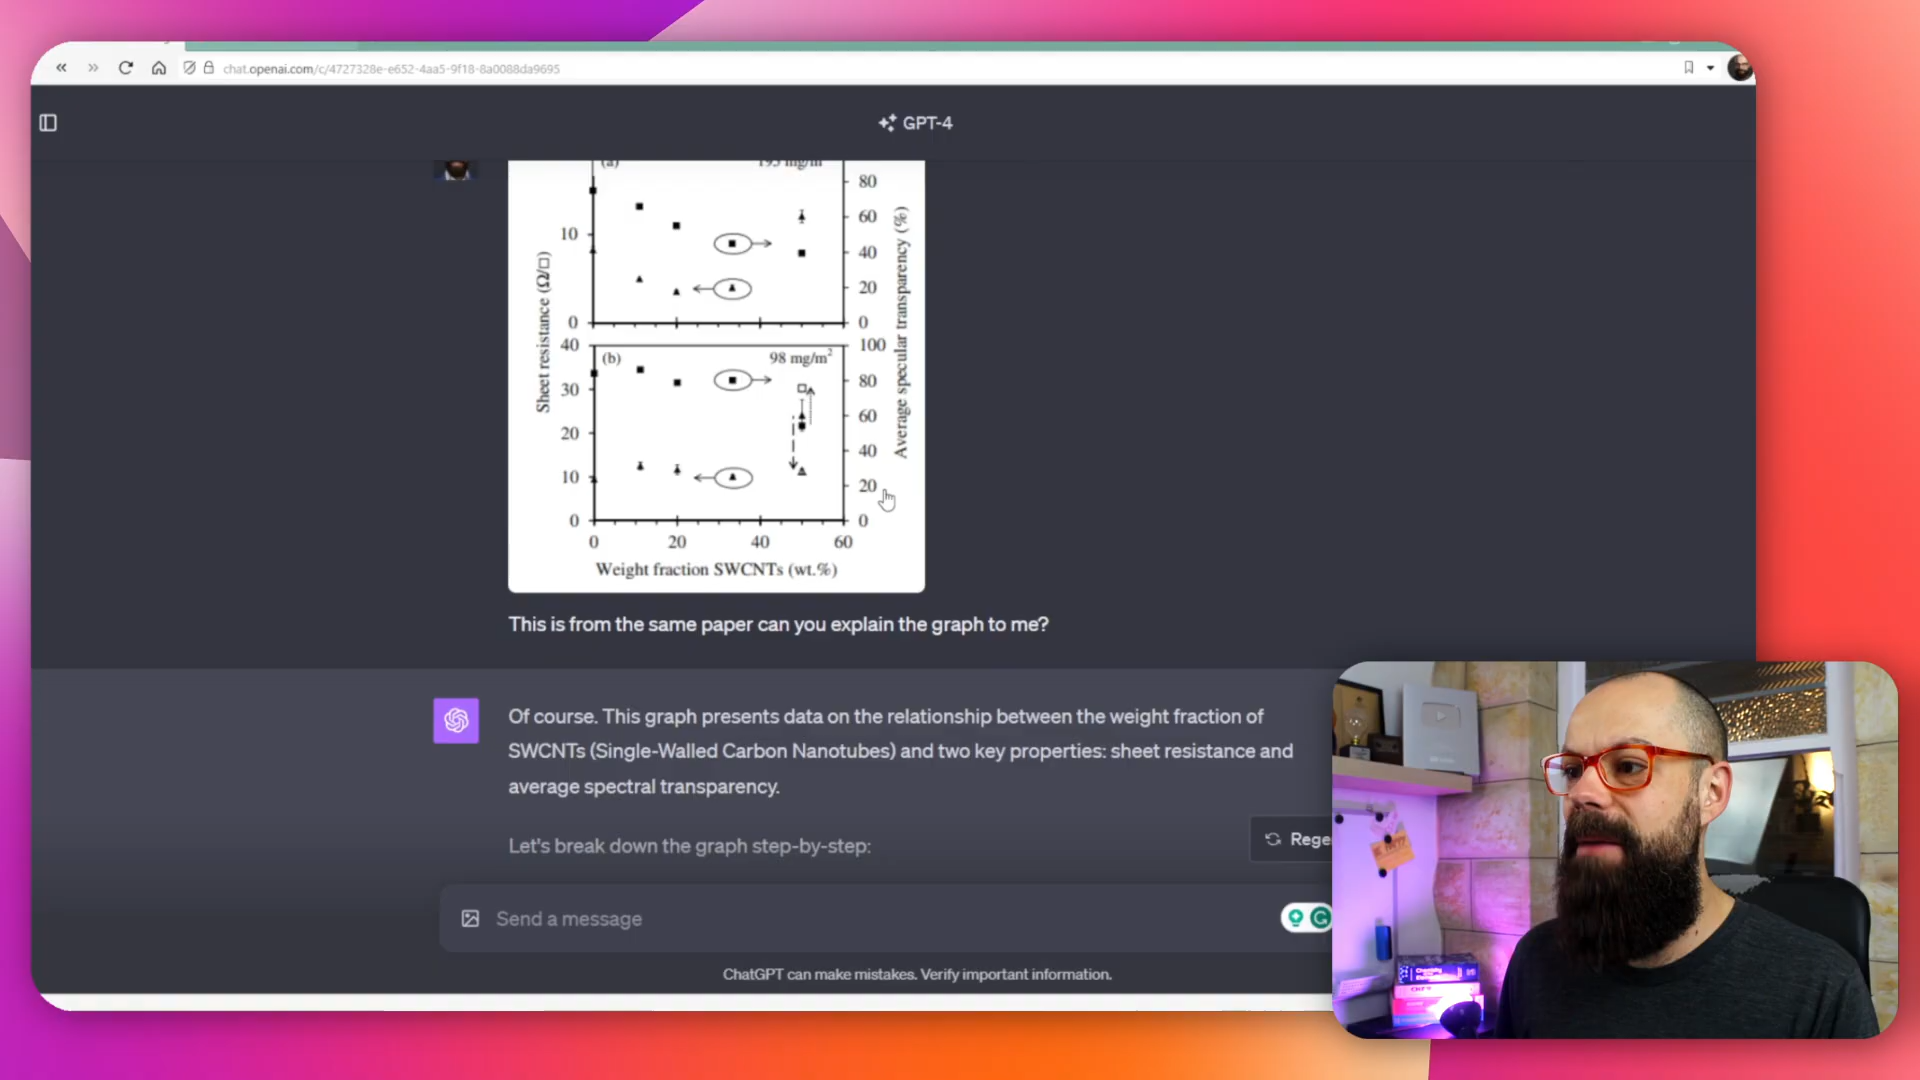 chat.openai.com/c/4727328e-e652-4aa5-9f18-8a0088da9695
GPT-4
(a)
195 mg/m
80
60
40
20
0
10
0
Sheet resistance (Ω/□)
Average specular transparency (%)
(b)
98 mg/m²
40
30
20
10
0
100
80
60
40
20
0
0 20 40 60
Weight fraction SWCNTs (wt.%)
This is from the same paper can you explain the graph to me?
Of course. This graph presents data on the relationship between the weight fraction of
SWCNTs (Single-Walled Carbon Nanotubes) and two key properties: sheet resistance and
average spectral transparency.
Let's break down the graph step-by-step:
Rege
Send a message
ChatGPT can make mistakes. Verify important information.
Chemistry